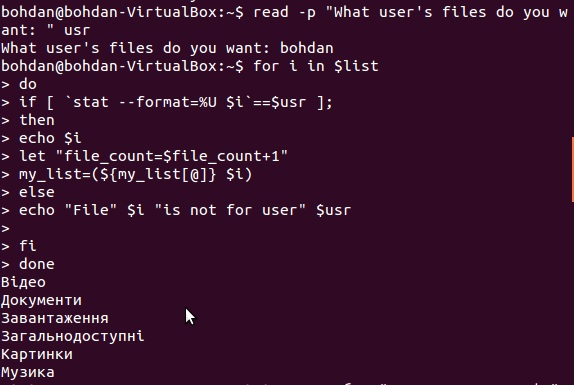 bohdan@bohdan-VirtualBox:~$ read -p "What user's files do you w
ant: " usr
What user's files do you want: bohdan
bohdan@bohdan-VirtualBox:~$ for i in $list
> do
> if [ `stat --format=%U $i`==$usr ];
> then
> echo $i
> let "file_count=$file_count+1"
> my_list=(${my_list[@]} $i)
> else
> echo "File" $i "is not for user" $usr
>
> fi
> done
Відео
Документи
Завантаження
Загальнодоступні
Картинки
Музика